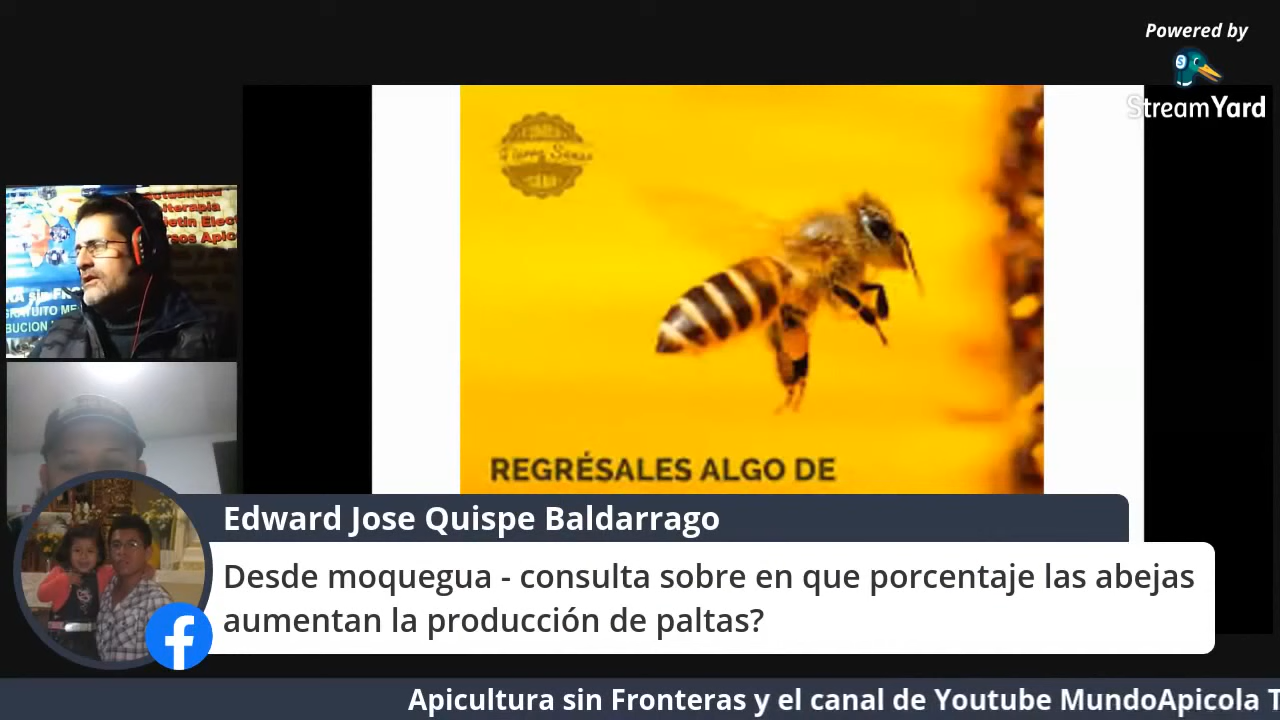 Powered by
StreamYard
REGRÉSALES ALGO DE
Edward Jose Quispe Baldarrago
Desde moquegua - consulta sobre en que porcentaje las abejas
aumentan la producción de paltas?
Apicultura sin Fronteras y el canal de Youtube MundoApicola T